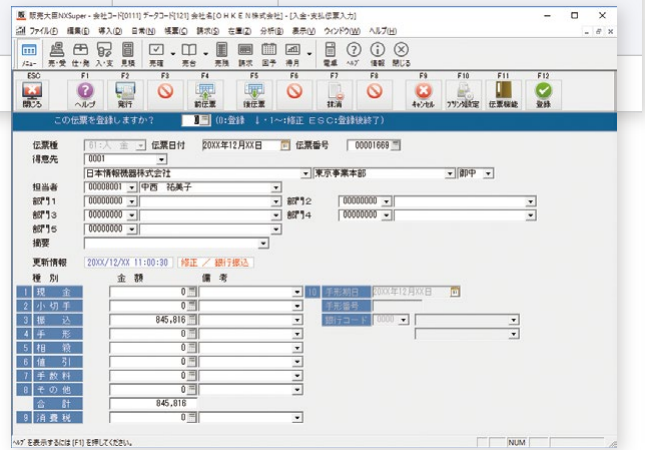 販売大臣NXSuper - 会社コード[0111] データコード[121] 会社名[ＯＨＫＥＮ株式会社] - [入金・支払伝票入力]
ファイル(F) 編集(E) 導入(O) 日常(N) 帳票(C) 請求(S) 在庫(Z) 分析(B) 表示(V) ウィンドウ(W) ヘルプ(H)
ﾒﾆｭｰ 売・受 仕・発 入・支 見積 売確 売台 売推 請求 因予 得月 電卓 ﾍﾙﾌﾟ 情報 閉じる
ESC F1 F2 F3 F4 F5 F6 F7 F8 F9 F10 F11 F12
閉じる ヘルプ 発行 前伝票 後伝票 抹消 ｷｬﾝｾﾙ ﾌﾟﾘﾝﾀ設定 伝票機能 登録
この伝票を登録しますか？ (0:登録 ↓・1～:修正 ＥＳＣ:登録後終了)
伝票種 61:入 金 伝票日付 20XX年12月XX日 伝票番号 00001669
得意先 0001
日本情報機器株式会社 東京事業本部 御中
担当者 00008001 中西 祐美子
部門1 00000000 部門2 00000000
部門3 00000000 部門4 00000000
部門5 00000000
摘要
更新情報 20XX/12/XX 11:00:30 修正 ／ 銀行振込
種 別 金 額 備 考
1 現 金 0 10 手形期日 20XX年12月XX日
2 小切手 0 手形番号
3 振 込 845,816 銀行コード 0000
4 手 形 0
5 相 殺 0
6 値 引 0
7 手数料 0
8 その他 0
合 計 845,816
9 消費税 0
ﾍﾙﾌﾟを表示するには [F1] を押してください。 NUM